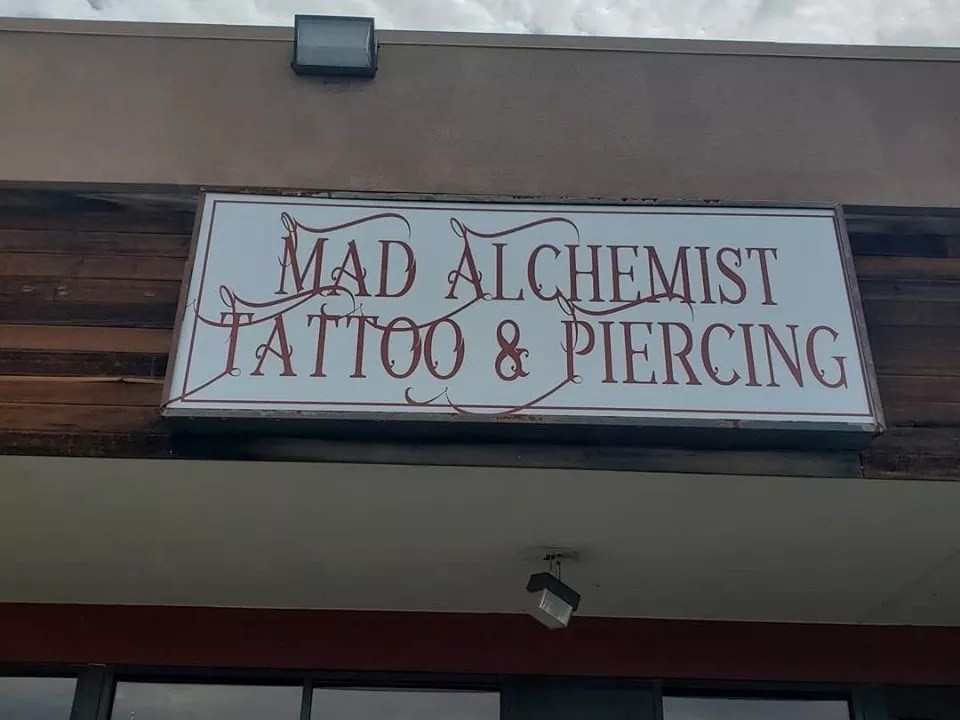 MAD ALCHEMIST
TATTOO & PIERCING